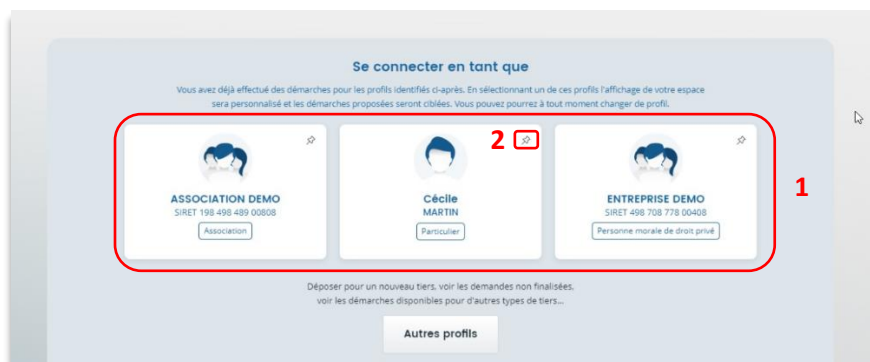 Se connecter en tant que
Vous avez déjà effectué des démarches pour les profils identifiés ci-après. En sélectionnant un de ces profils l'affichage de votre espace
sera personnalisé et les démarches proposées seront ciblées. Vous pouvez pourrez à tout moment changer de profil.
2
ASSOCIATION DEMO
SIRET 198 498 489 00808
Association
Cécile
MARTIN
Particulier
ENTREPRISE DEMO
SIRET 498 708 778 00408
Personne morale de droit privé
1
Déposer pour un nouveau tiers, voir les demandes non finalisées,
voir les démarches disponibles pour d'autres types de tiers...
Autres profils